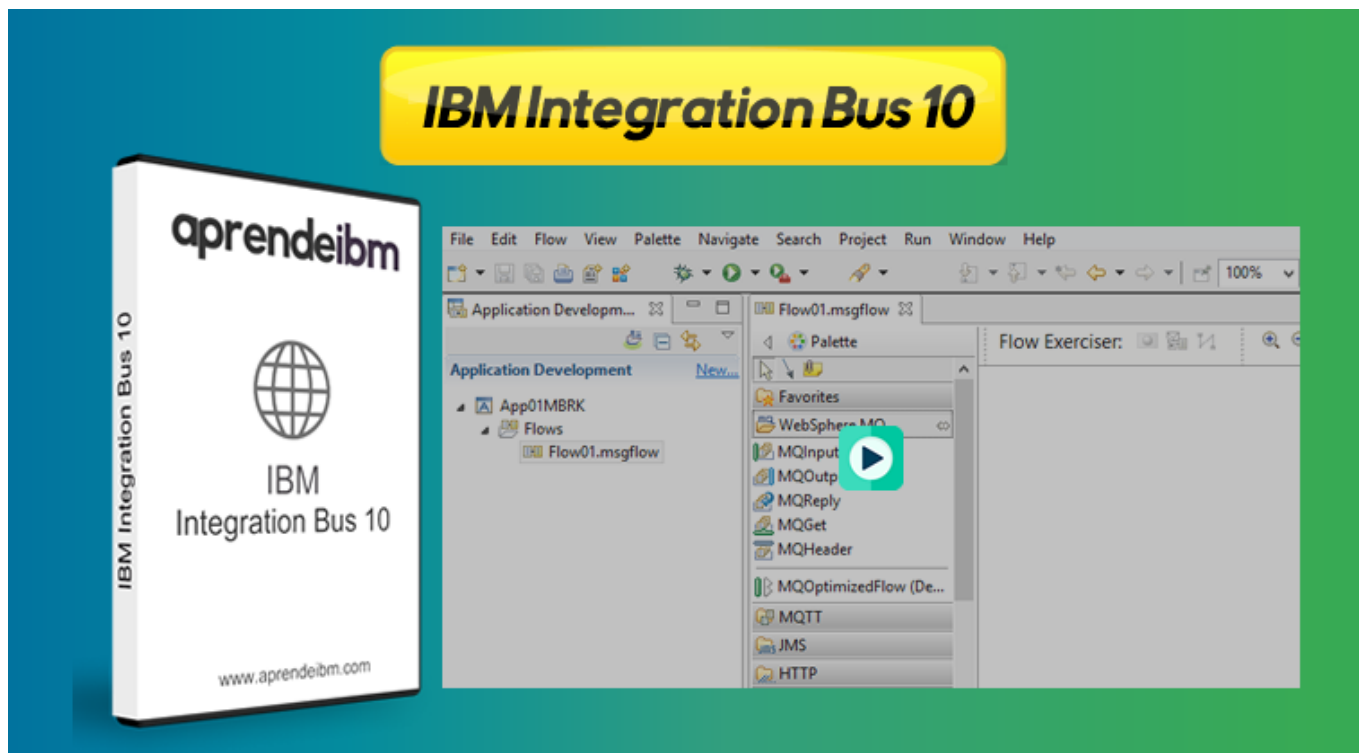 IBM Integration Bus 10
aprendeibm
IBM Integration Bus 10
IBM
Integration Bus 10
www.aprendeibm.com
File Edit Flow View Palette Navigate Search Project Run Window Help
100%
Application Developm...
Flow01.msgflow
Palette
Flow Exerciser:
Application Development New...
App01MBRK
Flows
Flow01.msgflow
Favorites
WebSphere MQ
MQInput
MQOutp
MQReply
MQGet
MQHeader
MQOptimizedFlow (De...
MQTT
JMS
HTTP